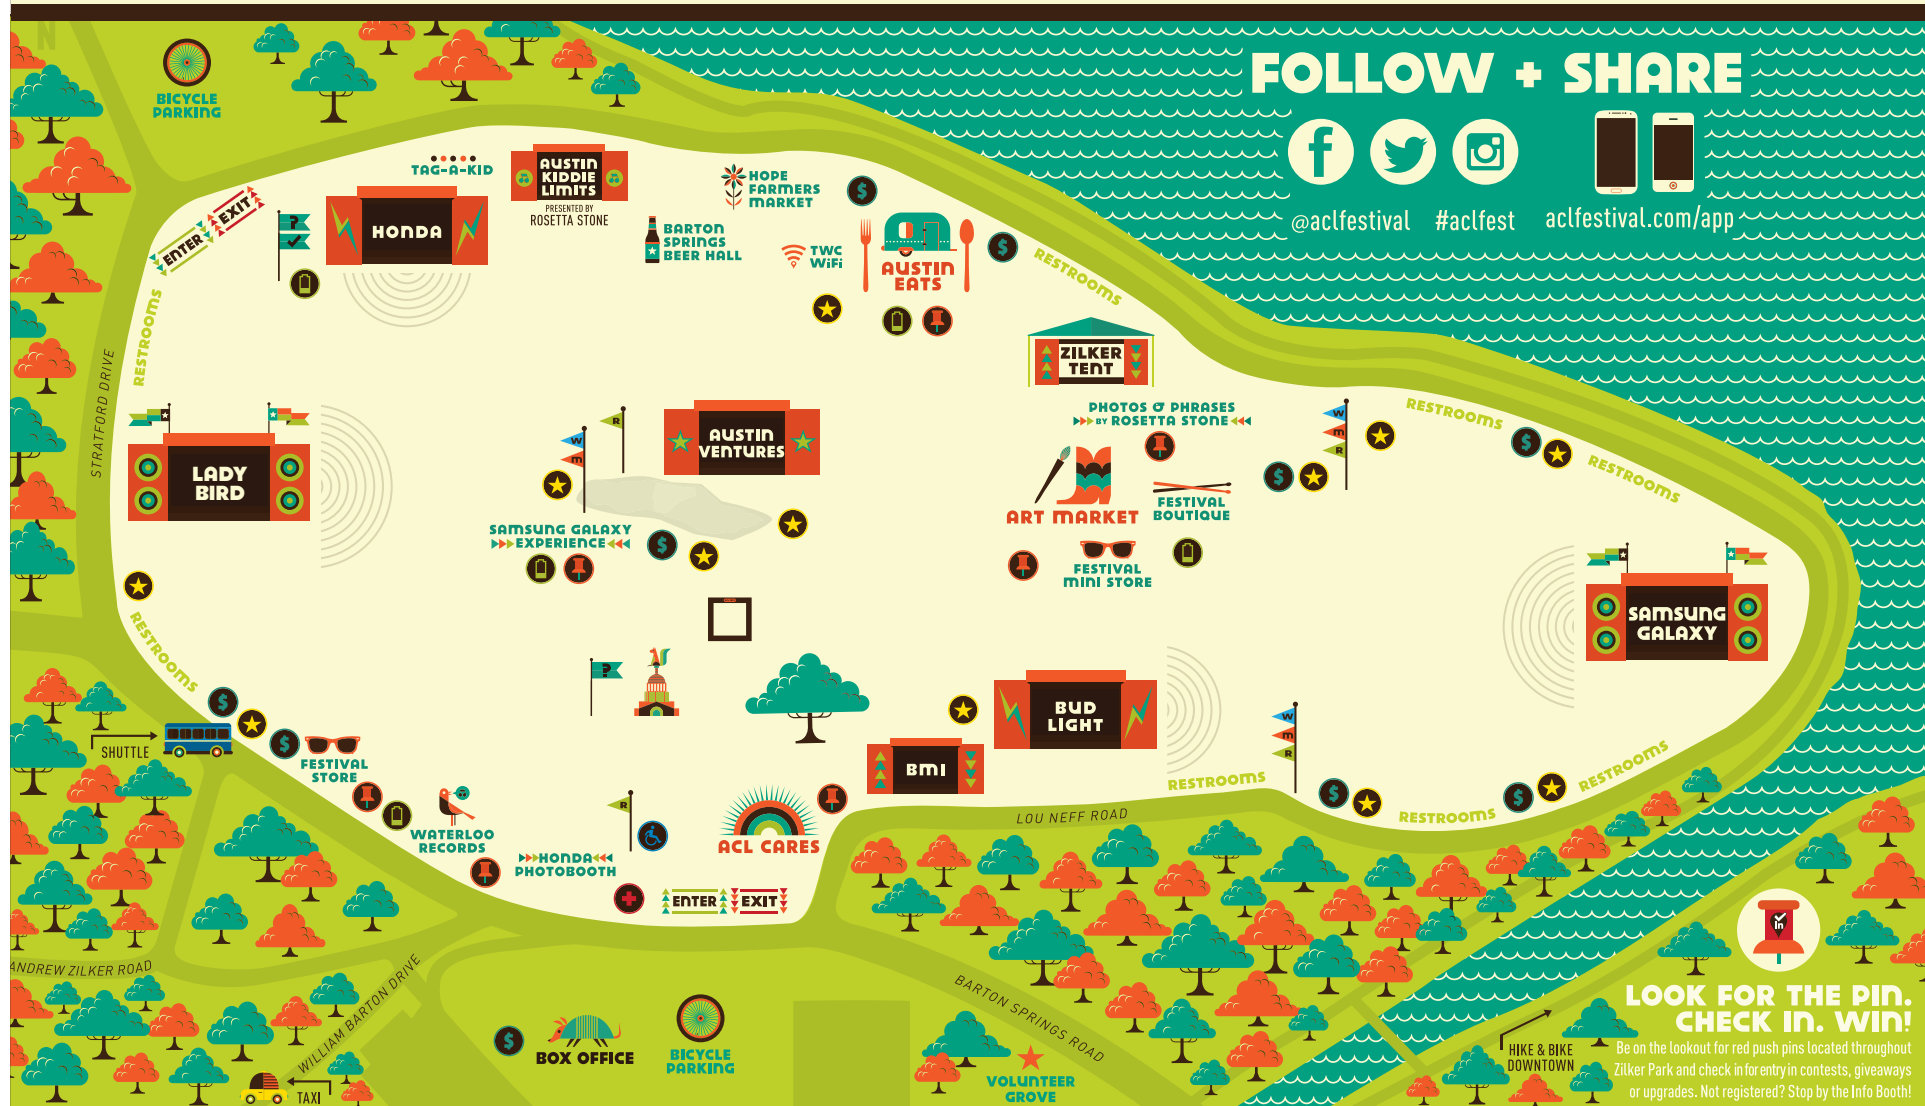 N
FOLLOW + SHARE
@aclfestival #aclfest aclfestival.com/app
BICYCLE
PARKING
TAG-A-KID
AUSTIN
KIDDIE
LIMITS
PRESENTED BY
ROSETTA STONE
HOPE
FARMERS
MARKET
$
ENTER
EXIT
?
HONDA
BARTON
SPRINGS
BEER HALL
TWC
WiFi
AUSTIN
EATS
$
RESTROOMS
RESTROOMS
STRATFORD DRIVE
ZILKER
TENT
PHOTOS & PHRASES
BY ROSETTA STONE
W
M
R
RESTROOMS
$
RESTROOMS
$
LADY
BIRD
R
W
M
AUSTIN
VENTURES
ART MARKET
FESTIVAL
BOUTIQUE
SAMSUNG GALAXY
EXPERIENCE
$
FESTIVAL
MINI STORE
SAMSUNG
GALAXY
RESTROOMS
?
$
SHUTTLE
$
FESTIVAL
STORE
BUD
LIGHT
BMI
W
M
R
RESTROOMS
$
RESTROOMS
$
RESTROOMS
LOU NEFF ROAD
WATERLOO
RECORDS
R
ACL CARES
HONDA
PHOTOBOOTH
ENTER
EXIT
ANDREW ZILKER ROAD
WILLIAM BARTON DRIVE
TAXI
$
BOX OFFICE
BICYCLE
PARKING
BARTON SPRINGS ROAD
VOLUNTEER
GROVE
HIKE & BIKE
DOWNTOWN
in
LOOK FOR THE PIN.
CHECK IN. WIN!
Be on the lookout for red push pins located throughout
Zilker Park and check in for entry in contests, giveaways
or upgrades. Not registered? Stop by the Info Booth!